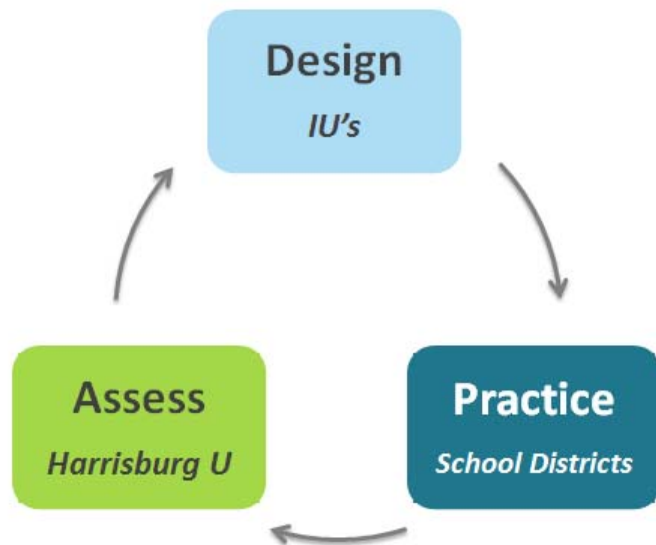 Design
IU's
Assess
Harrisburg U
Practice
School Districts